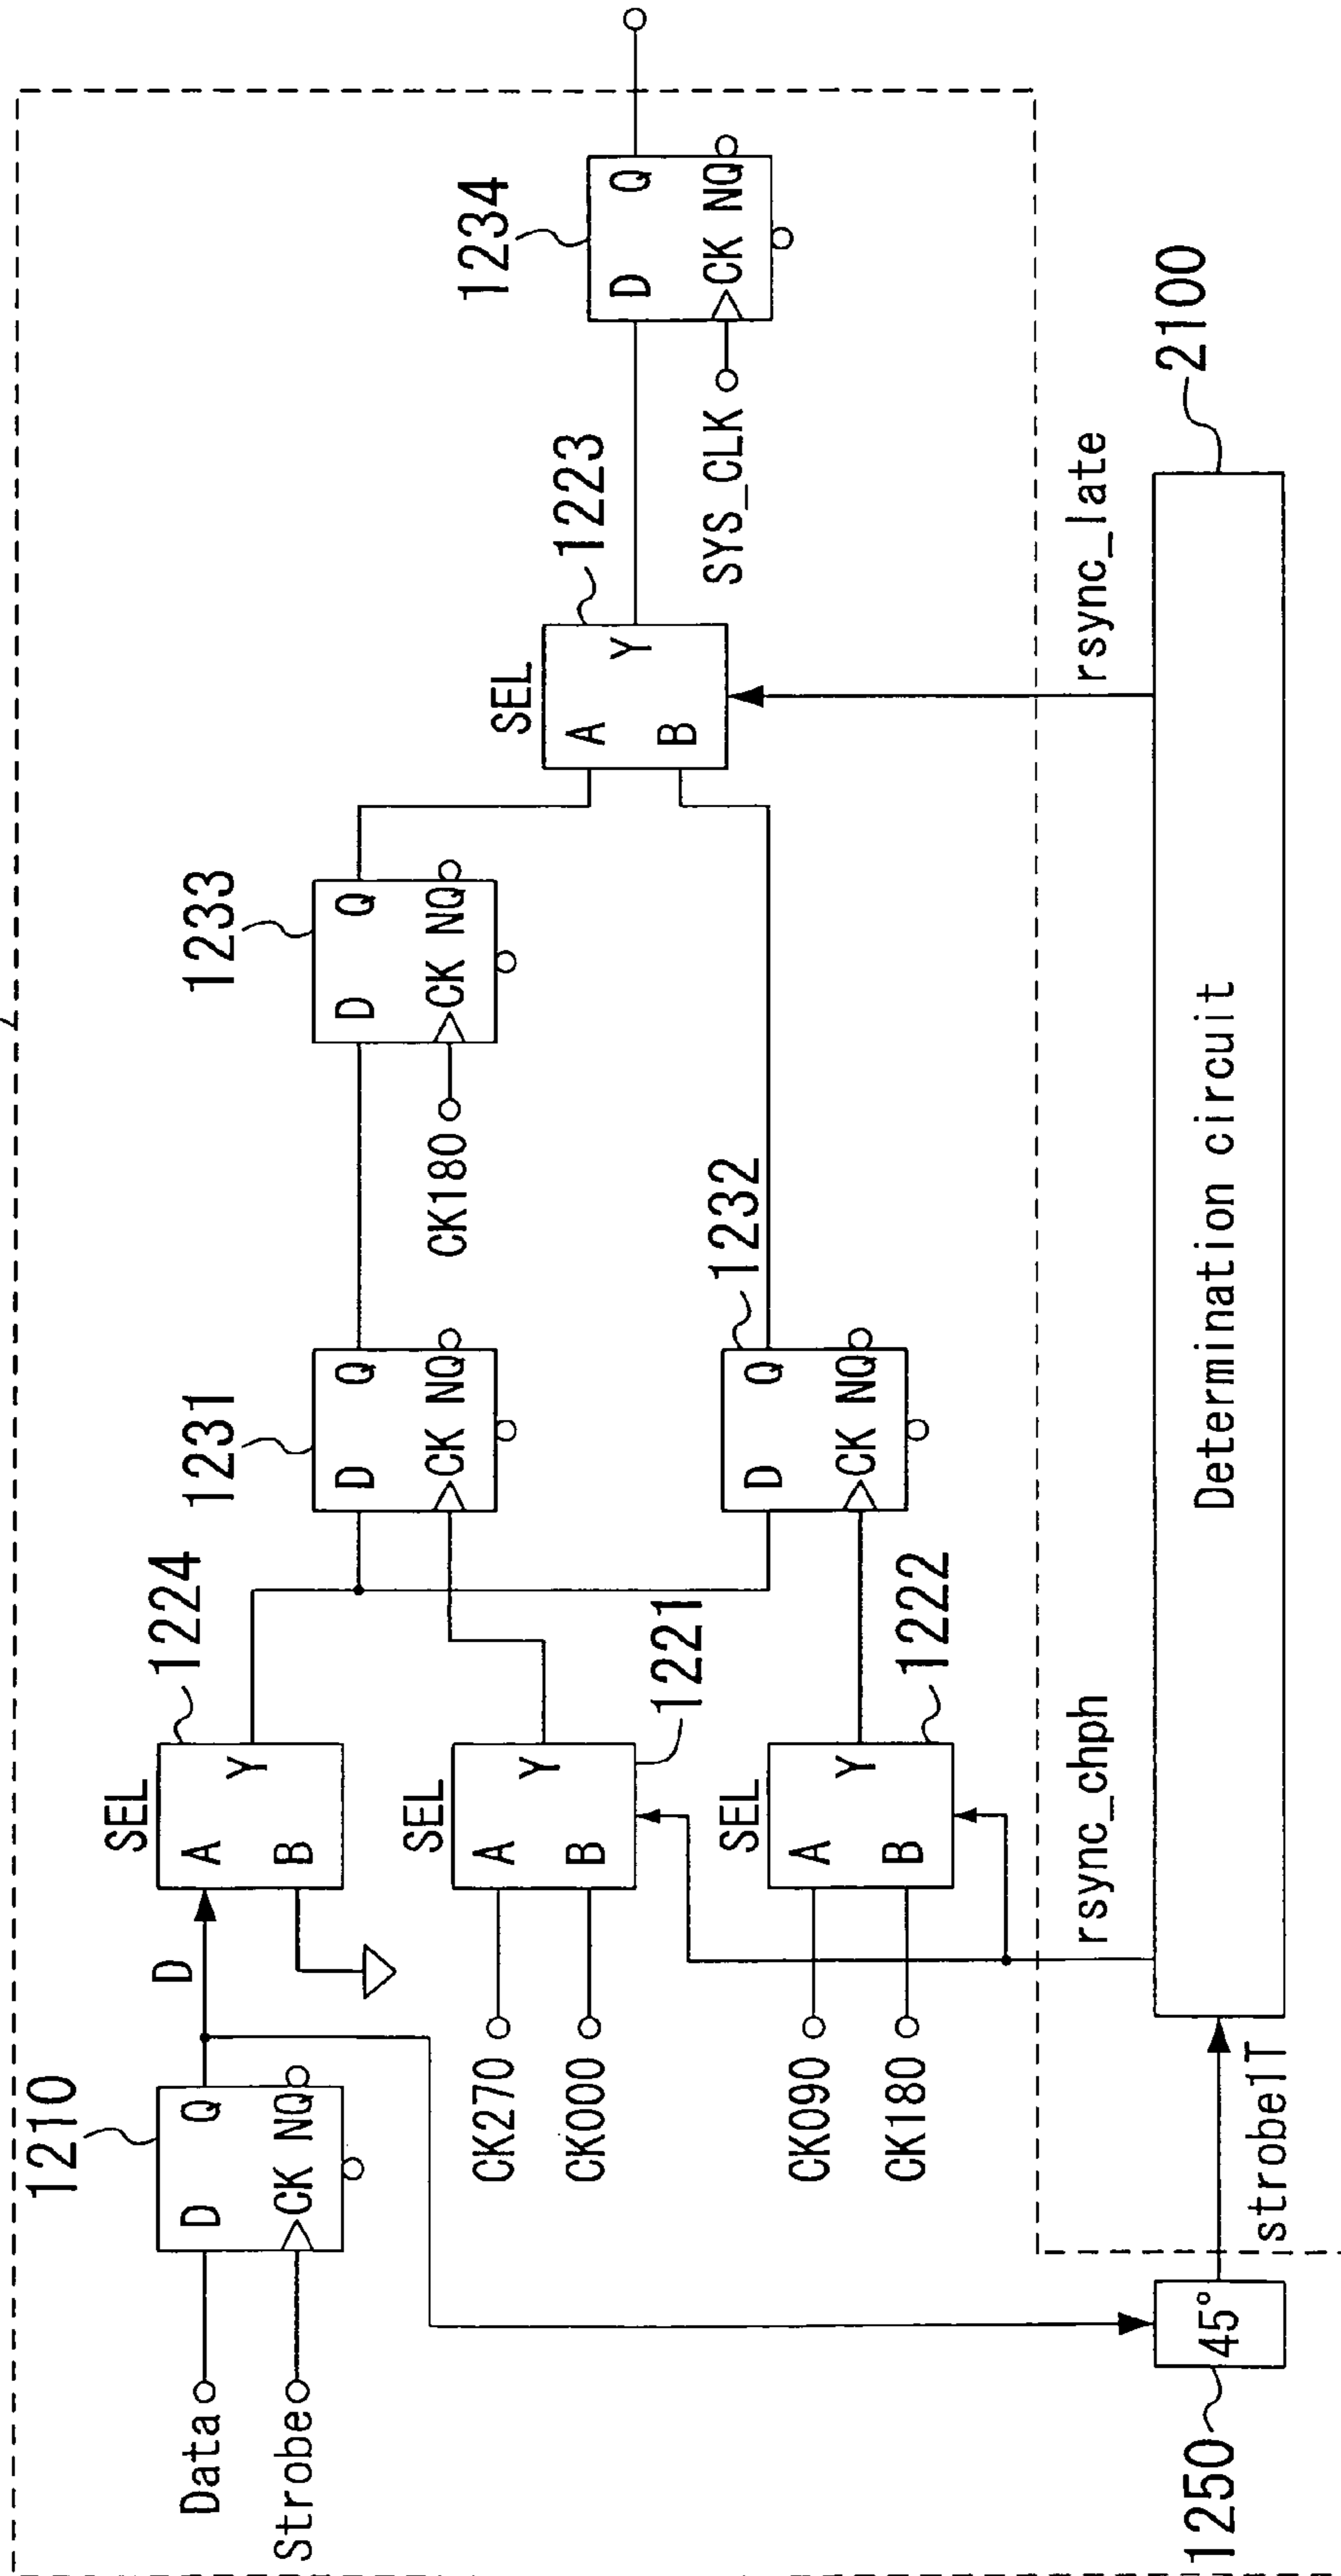 1210
D Q
CK NQ
Data
Strobe
D
SEL
1224
A Y
B
SEL
A Y
B
1221
CK270
CK000
SEL
A Y
B
1222
CK090
CK180
1231
D Q
CK NQ
1232
D Q
CK NQ
1233
D Q
CK NQ
CK180
SEL
1223
A Y
B
1234
D Q
CK NQ
SYS_CLK
rsync_chph
rsync_late
1250
45°
strobe1T
Determination circuit
2100